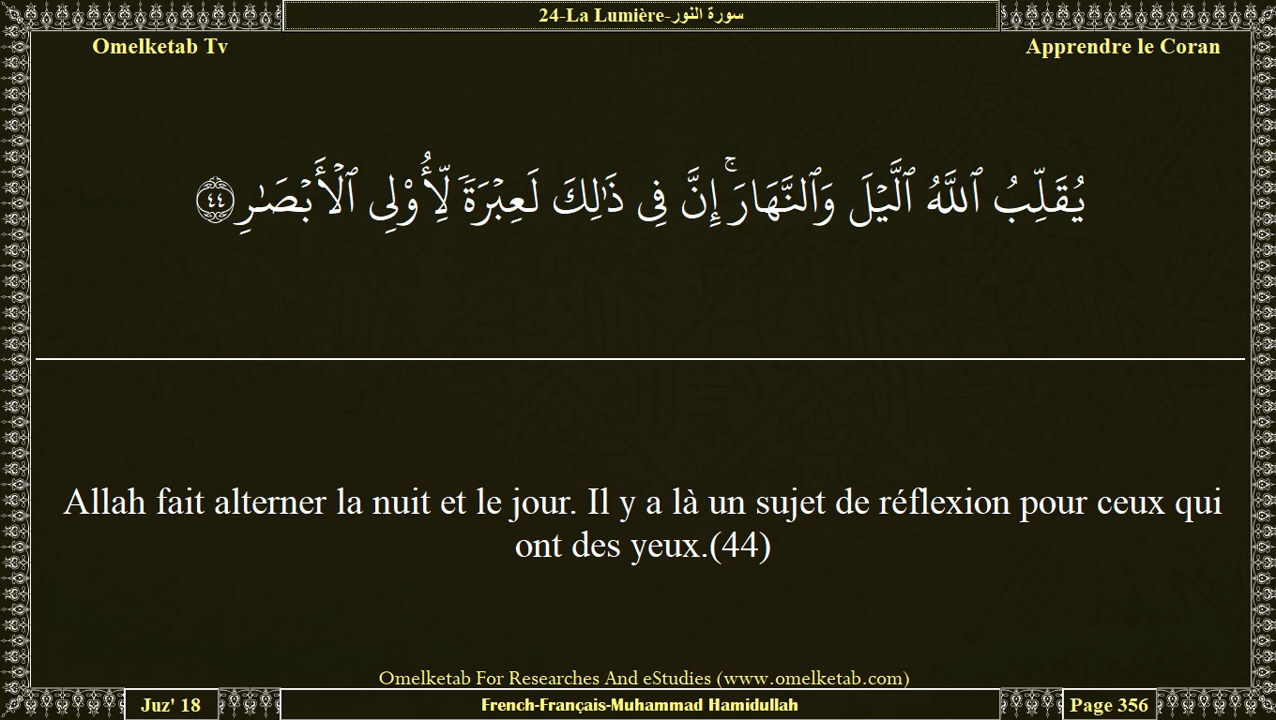 24-La Lumière-سورة النور
Omelketab Tv
Apprendre le Coran
يُقَلِّبُ ٱللَّهُ ٱلَّيْلَ وَٱلنَّهَارَ ۚ إِنَّ فِى ذَٰلِكَ لَعِبْرَةً لِّأُو۟لِى ٱلْأَبْصَـٰرِ ﴿٤٤﴾
Allah fait alterner la nuit et le jour. Il y a là un sujet de réflexion pour ceux qui
ont des yeux.(44)
Omelketab For Researches And eStudies (www.omelketab.com)
Juz' 18
French-Français-Muhammad Hamidullah
Page 356